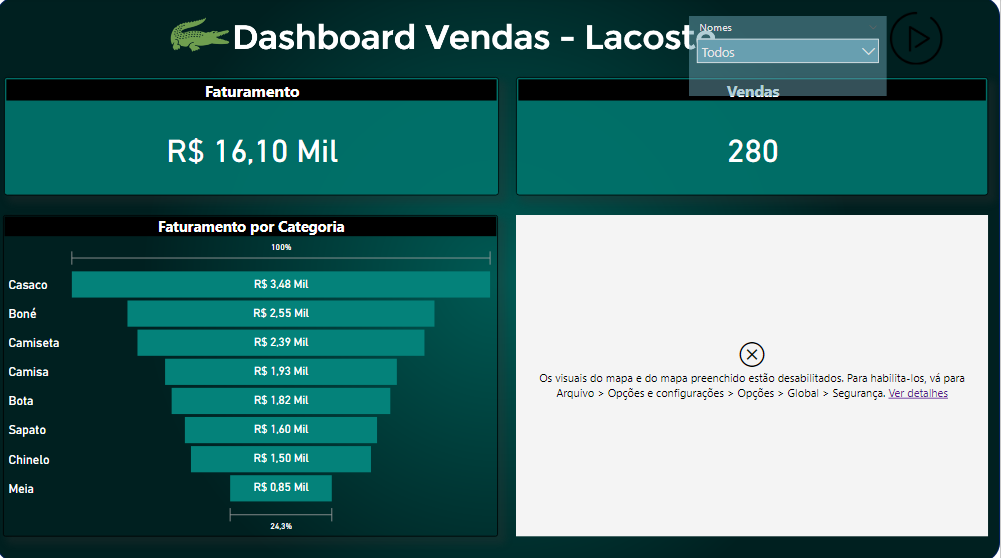 Dashboard Vendas - Lacoste
Nomes
Todos
Faturamento
R$ 16,10 Mil
Vendas
280
Faturamento por Categoria
100%
Casaco R$ 3,48 Mil
Boné R$ 2,55 Mil
Camiseta R$ 2,39 Mil
Camisa R$ 1,93 Mil
Bota R$ 1,82 Mil
Sapato R$ 1,60 Mil
Chinelo R$ 1,50 Mil
Meia R$ 0,85 Mil
24,3%
Os visuais do mapa e do mapa preenchido estão desabilitados. Para habilita-los, vá para
Arquivo > Opções e configurações > Opções > Global > Segurança. Ver detalhes